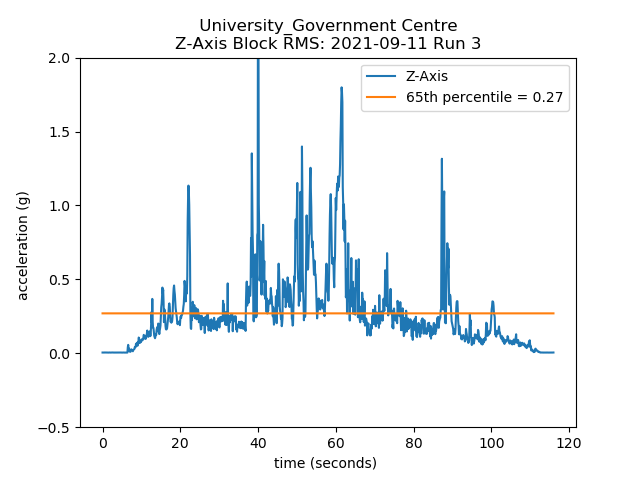 University_Government Centre
Z-Axis Block RMS: 2021-09-11 Run 3
Z-Axis
65th percentile = 0.27
2.0
1.5
1.0
0.5
0.0
−0.5
acceleration (g)
0 20 40 60 80 100 120
time (seconds)